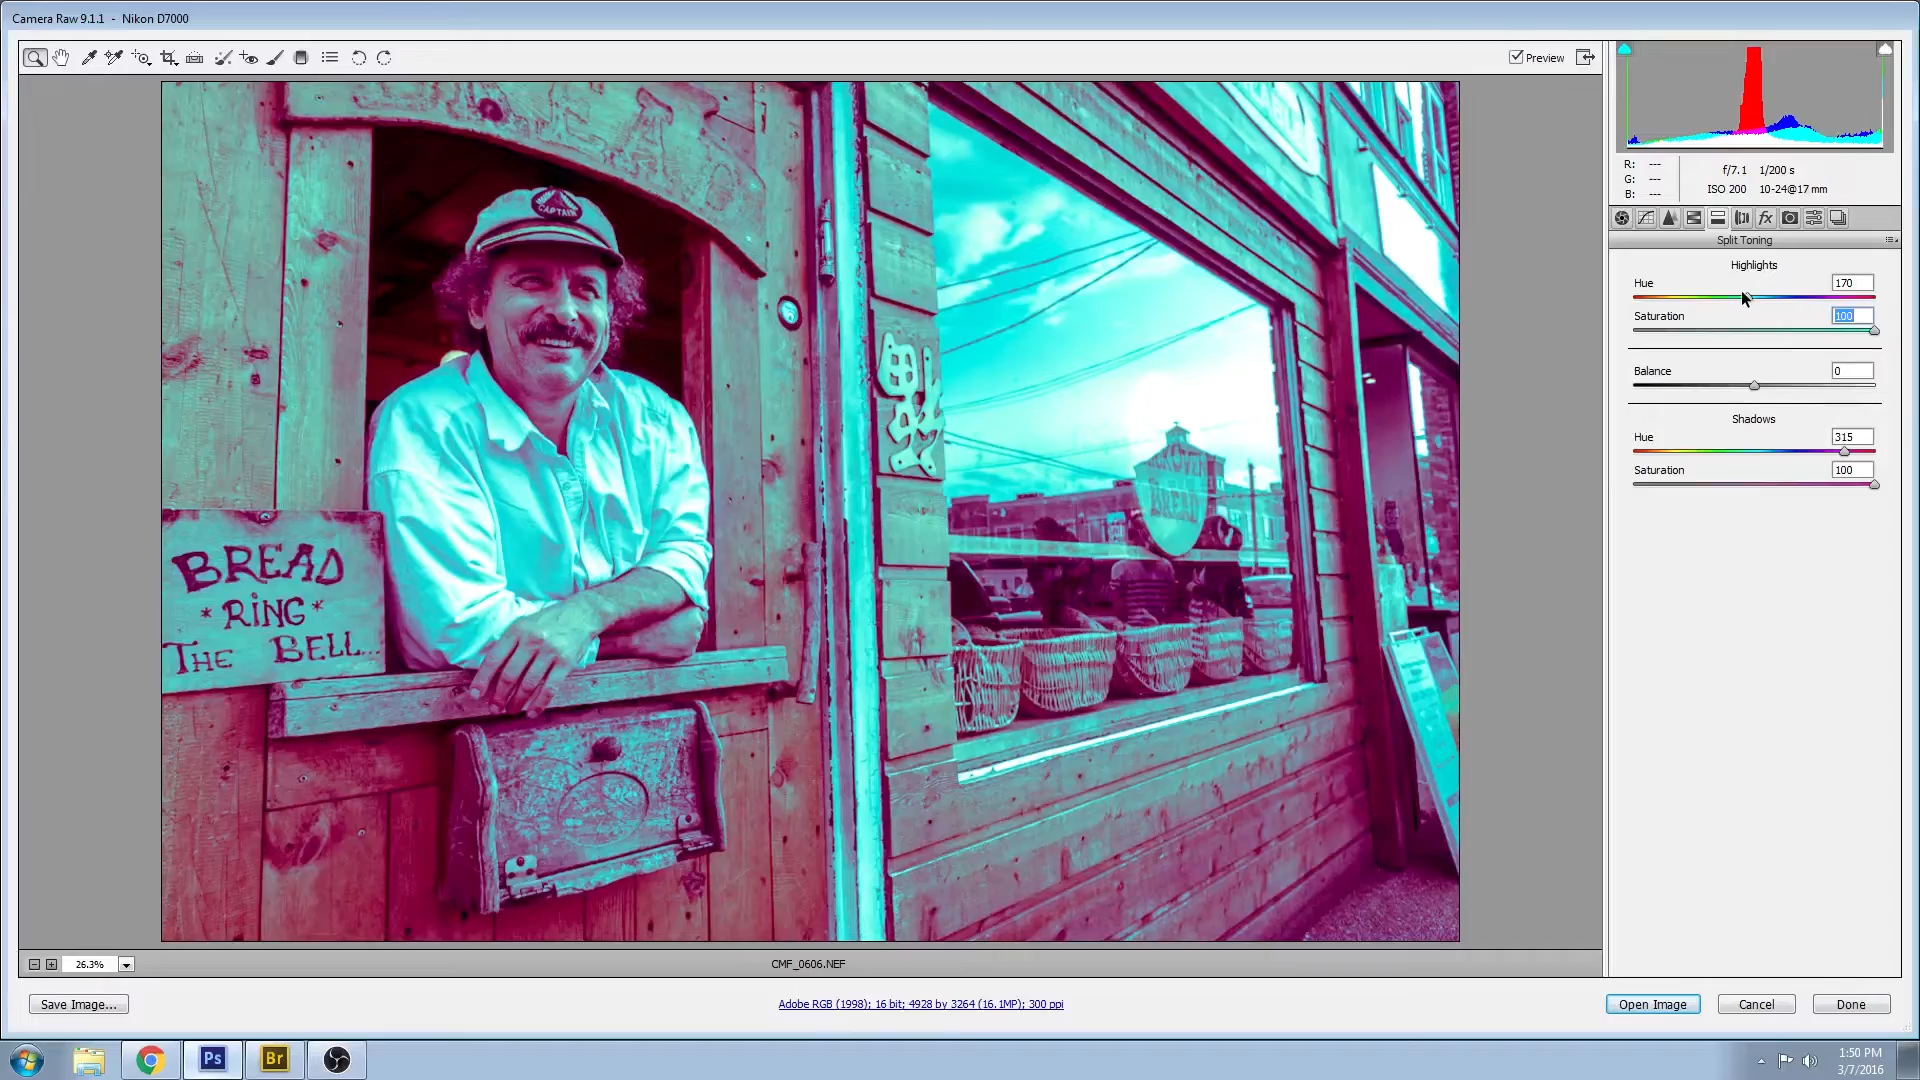 Camera Raw 9.1.1 - Nikon D7000
Preview
R: ---
G: ---
B: ---
f/7.1 1/200 s
ISO 200 10-24@17 mm
Split Toning
Highlights
Hue 170
Saturation 100
Balance 0
Shadows
Hue 315
Saturation 100
CAPTAIN
BREAD
*RING*
THE BELL...
26.3%
CMF_0606.NEF
Save Image...
Adobe RGB (1998); 16 bit; 4928 by 3264 (16.1MP); 300 ppi
Open Image
Cancel
Done
Ps
Br
1:50 PM
3/7/2016